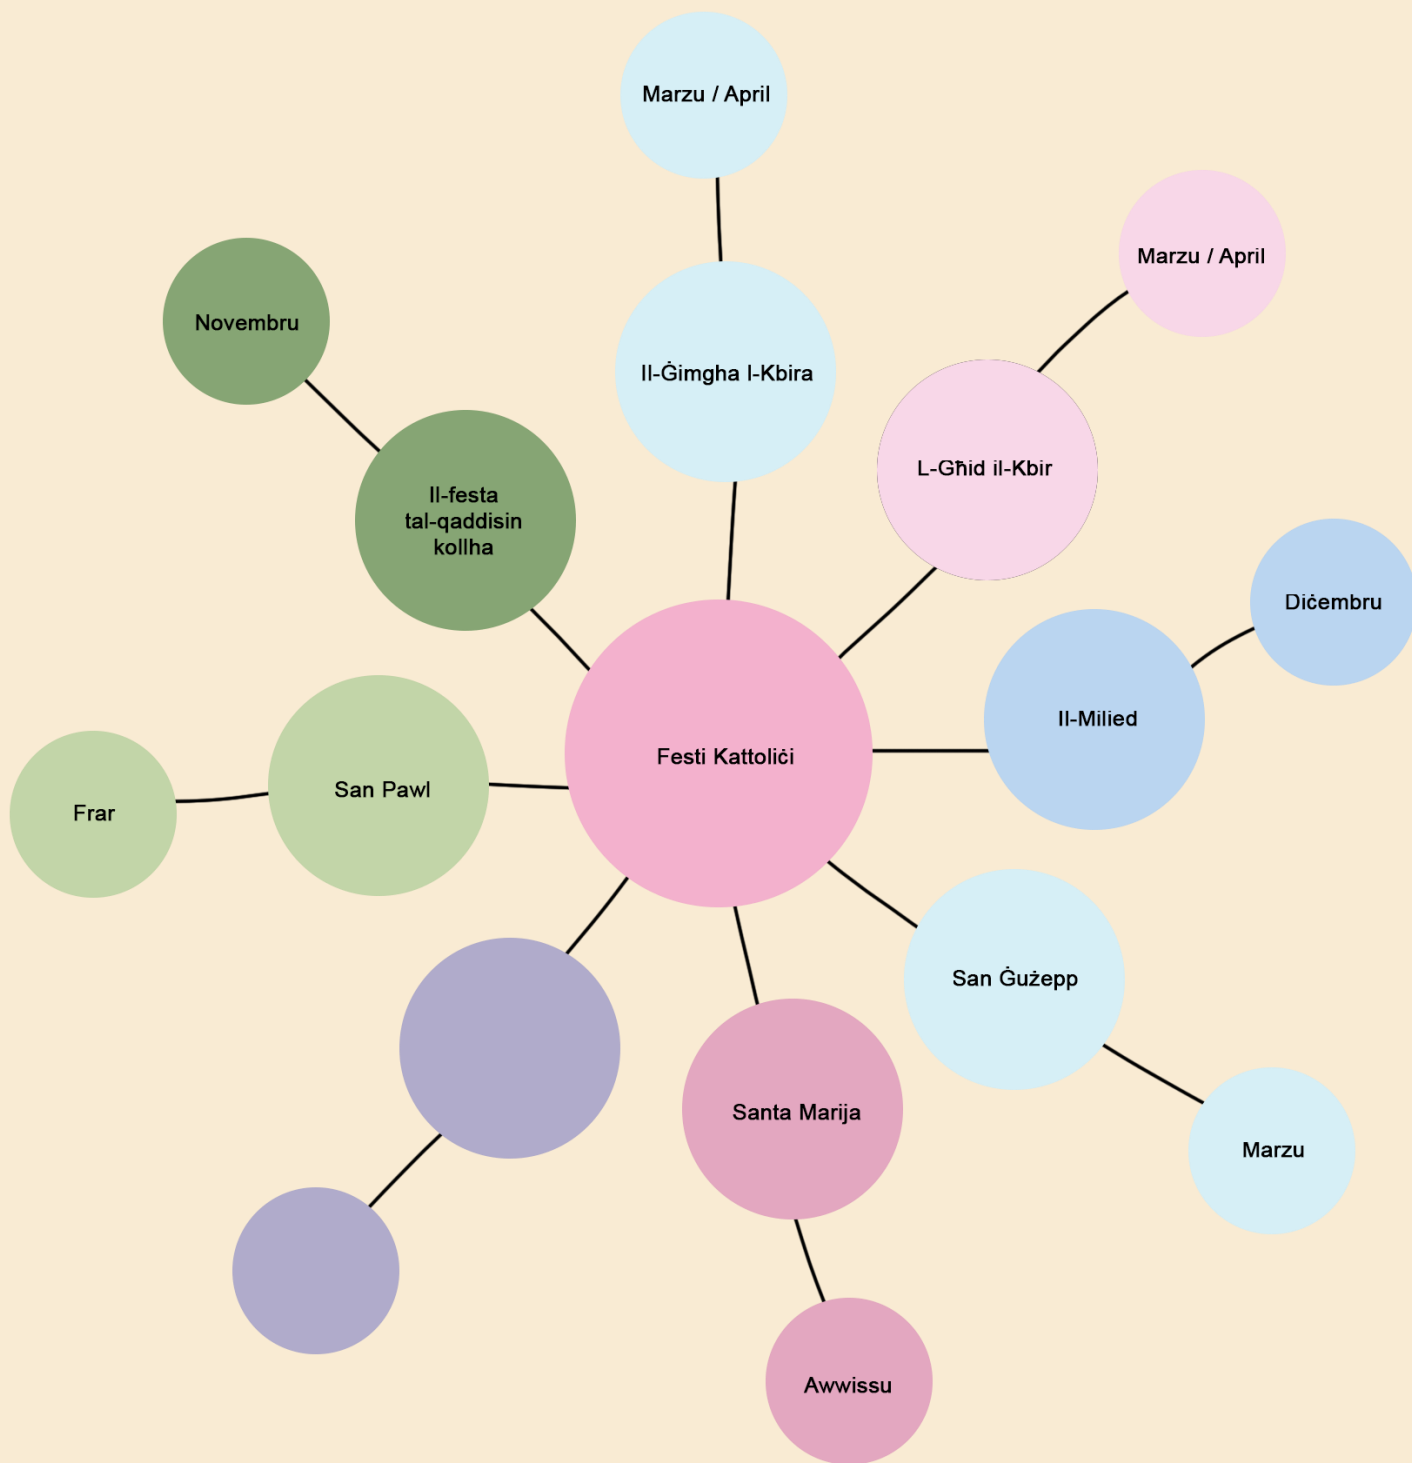 Marzu / April
Marzu / April
Novembru
Il-Ġimgha l-Kbira
L-Għid il-Kbir
Il-festa
tal-qaddisin
kollha
Diċembru
Il-Milied
Festi Kattoliċi
San Pawl
Frar
San Ġużepp
Santa Marija
Marzu
Awwissu